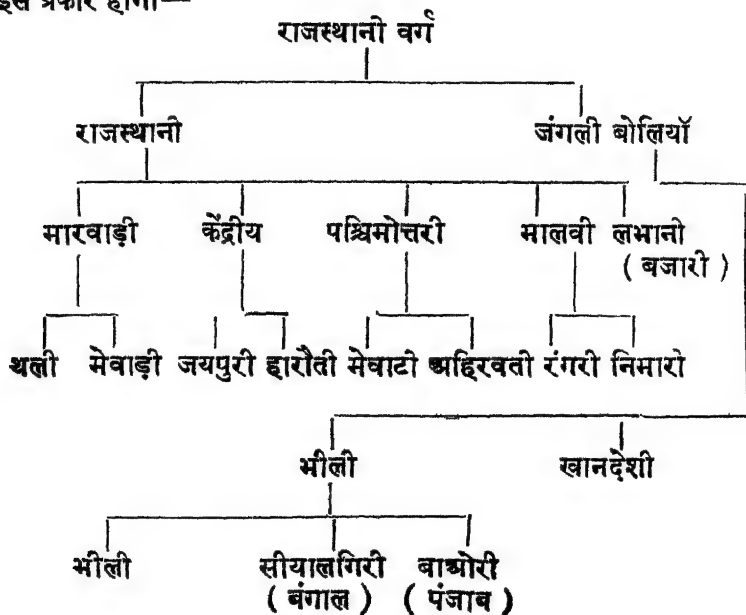 इस प्रकार होगा—
राजस्थानी वर्ग
राजस्थानी जंगली बोलियाँ
मारवाड़ी केंद्रीय पश्चिमोत्तरी मालवी लभानी
( बजारी )
थली मेवाड़ी जयपुरी हारौती मेवाटी अहिरवती रंगरी निमारी
भीली खानदेशी
भीली सीयालगिरी बाओरी
( बंगाल ) ( पंजाब )